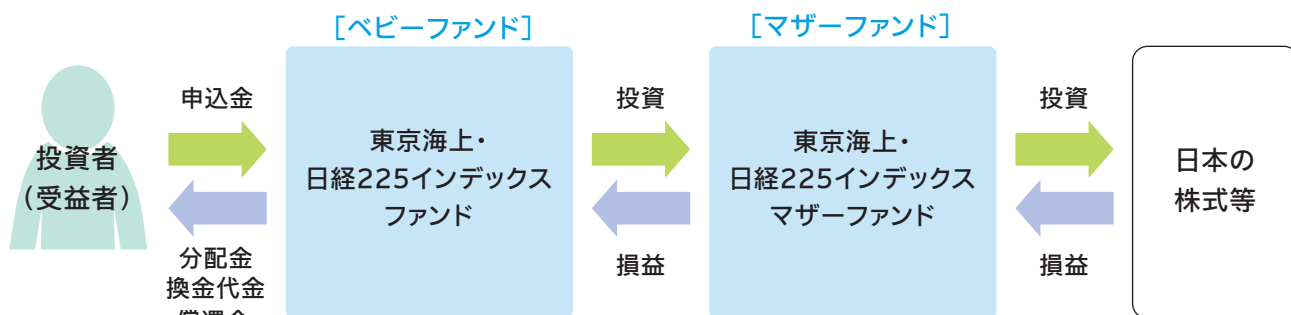 [ベビーファンド]
[マザーファンド]
申込金
投資者
(受益者)
分配金
換金代金
東京海上・
日経225インデックス
ファンド
投資
損益
東京海上・
日経225インデックス
マザーファンド
投資
損益
日本の
株式等